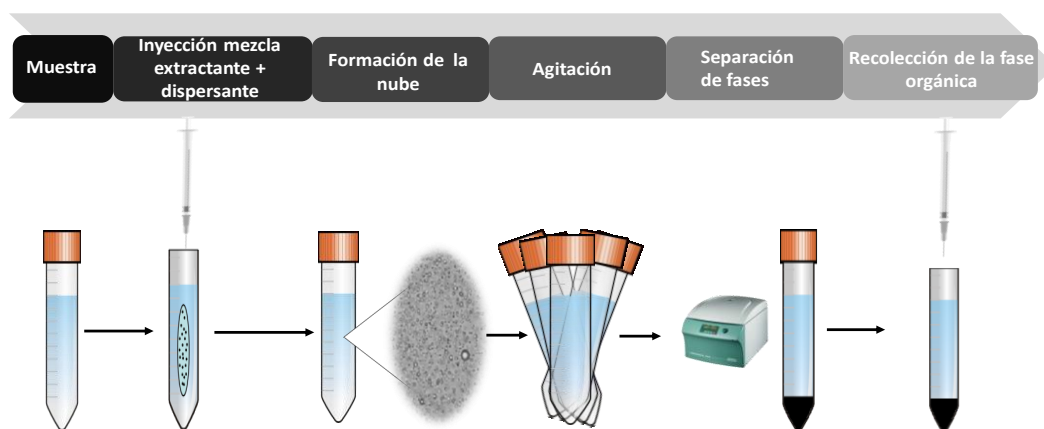 Muestra
Inyección mezcla
extractante +
dispersante
Formación de la
nube
Agitación
Separación
de fases
Recolección de la fase
orgánica